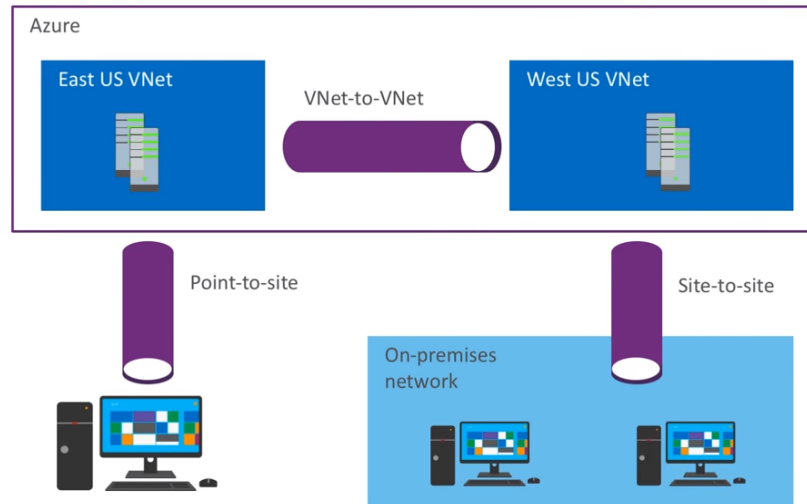 Azure
East US VNet
VNet-to-VNet
West US VNet
Point-to-site
Site-to-site
On-premises
network